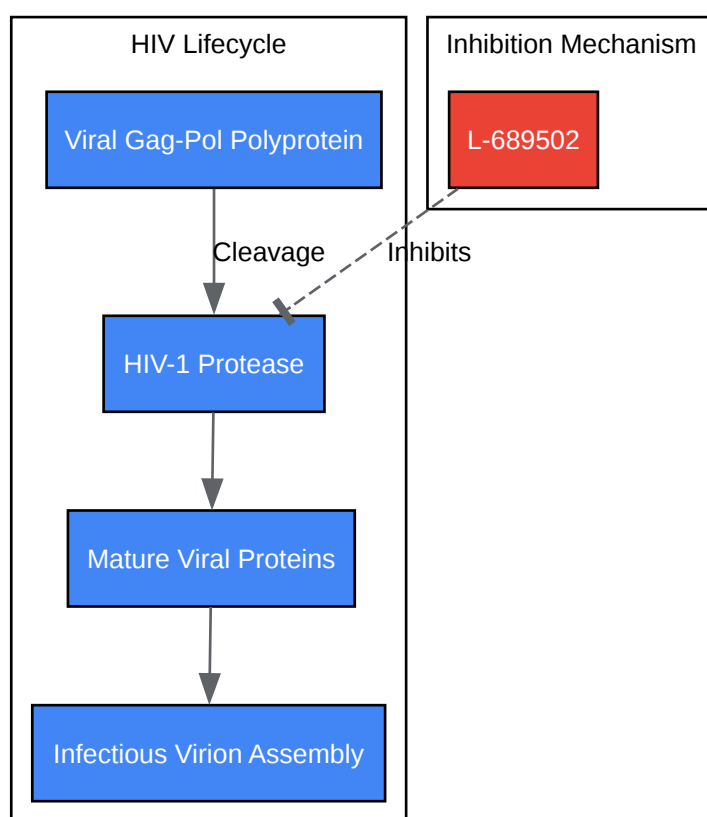 HIV Lifecycle
Inhibition Mechanism
Viral Gag-Pol Polyprotein
L-689502
Cleavage
Inhibits
HIV-1 Protease
Mature Viral Proteins
Infectious Virion Assembly